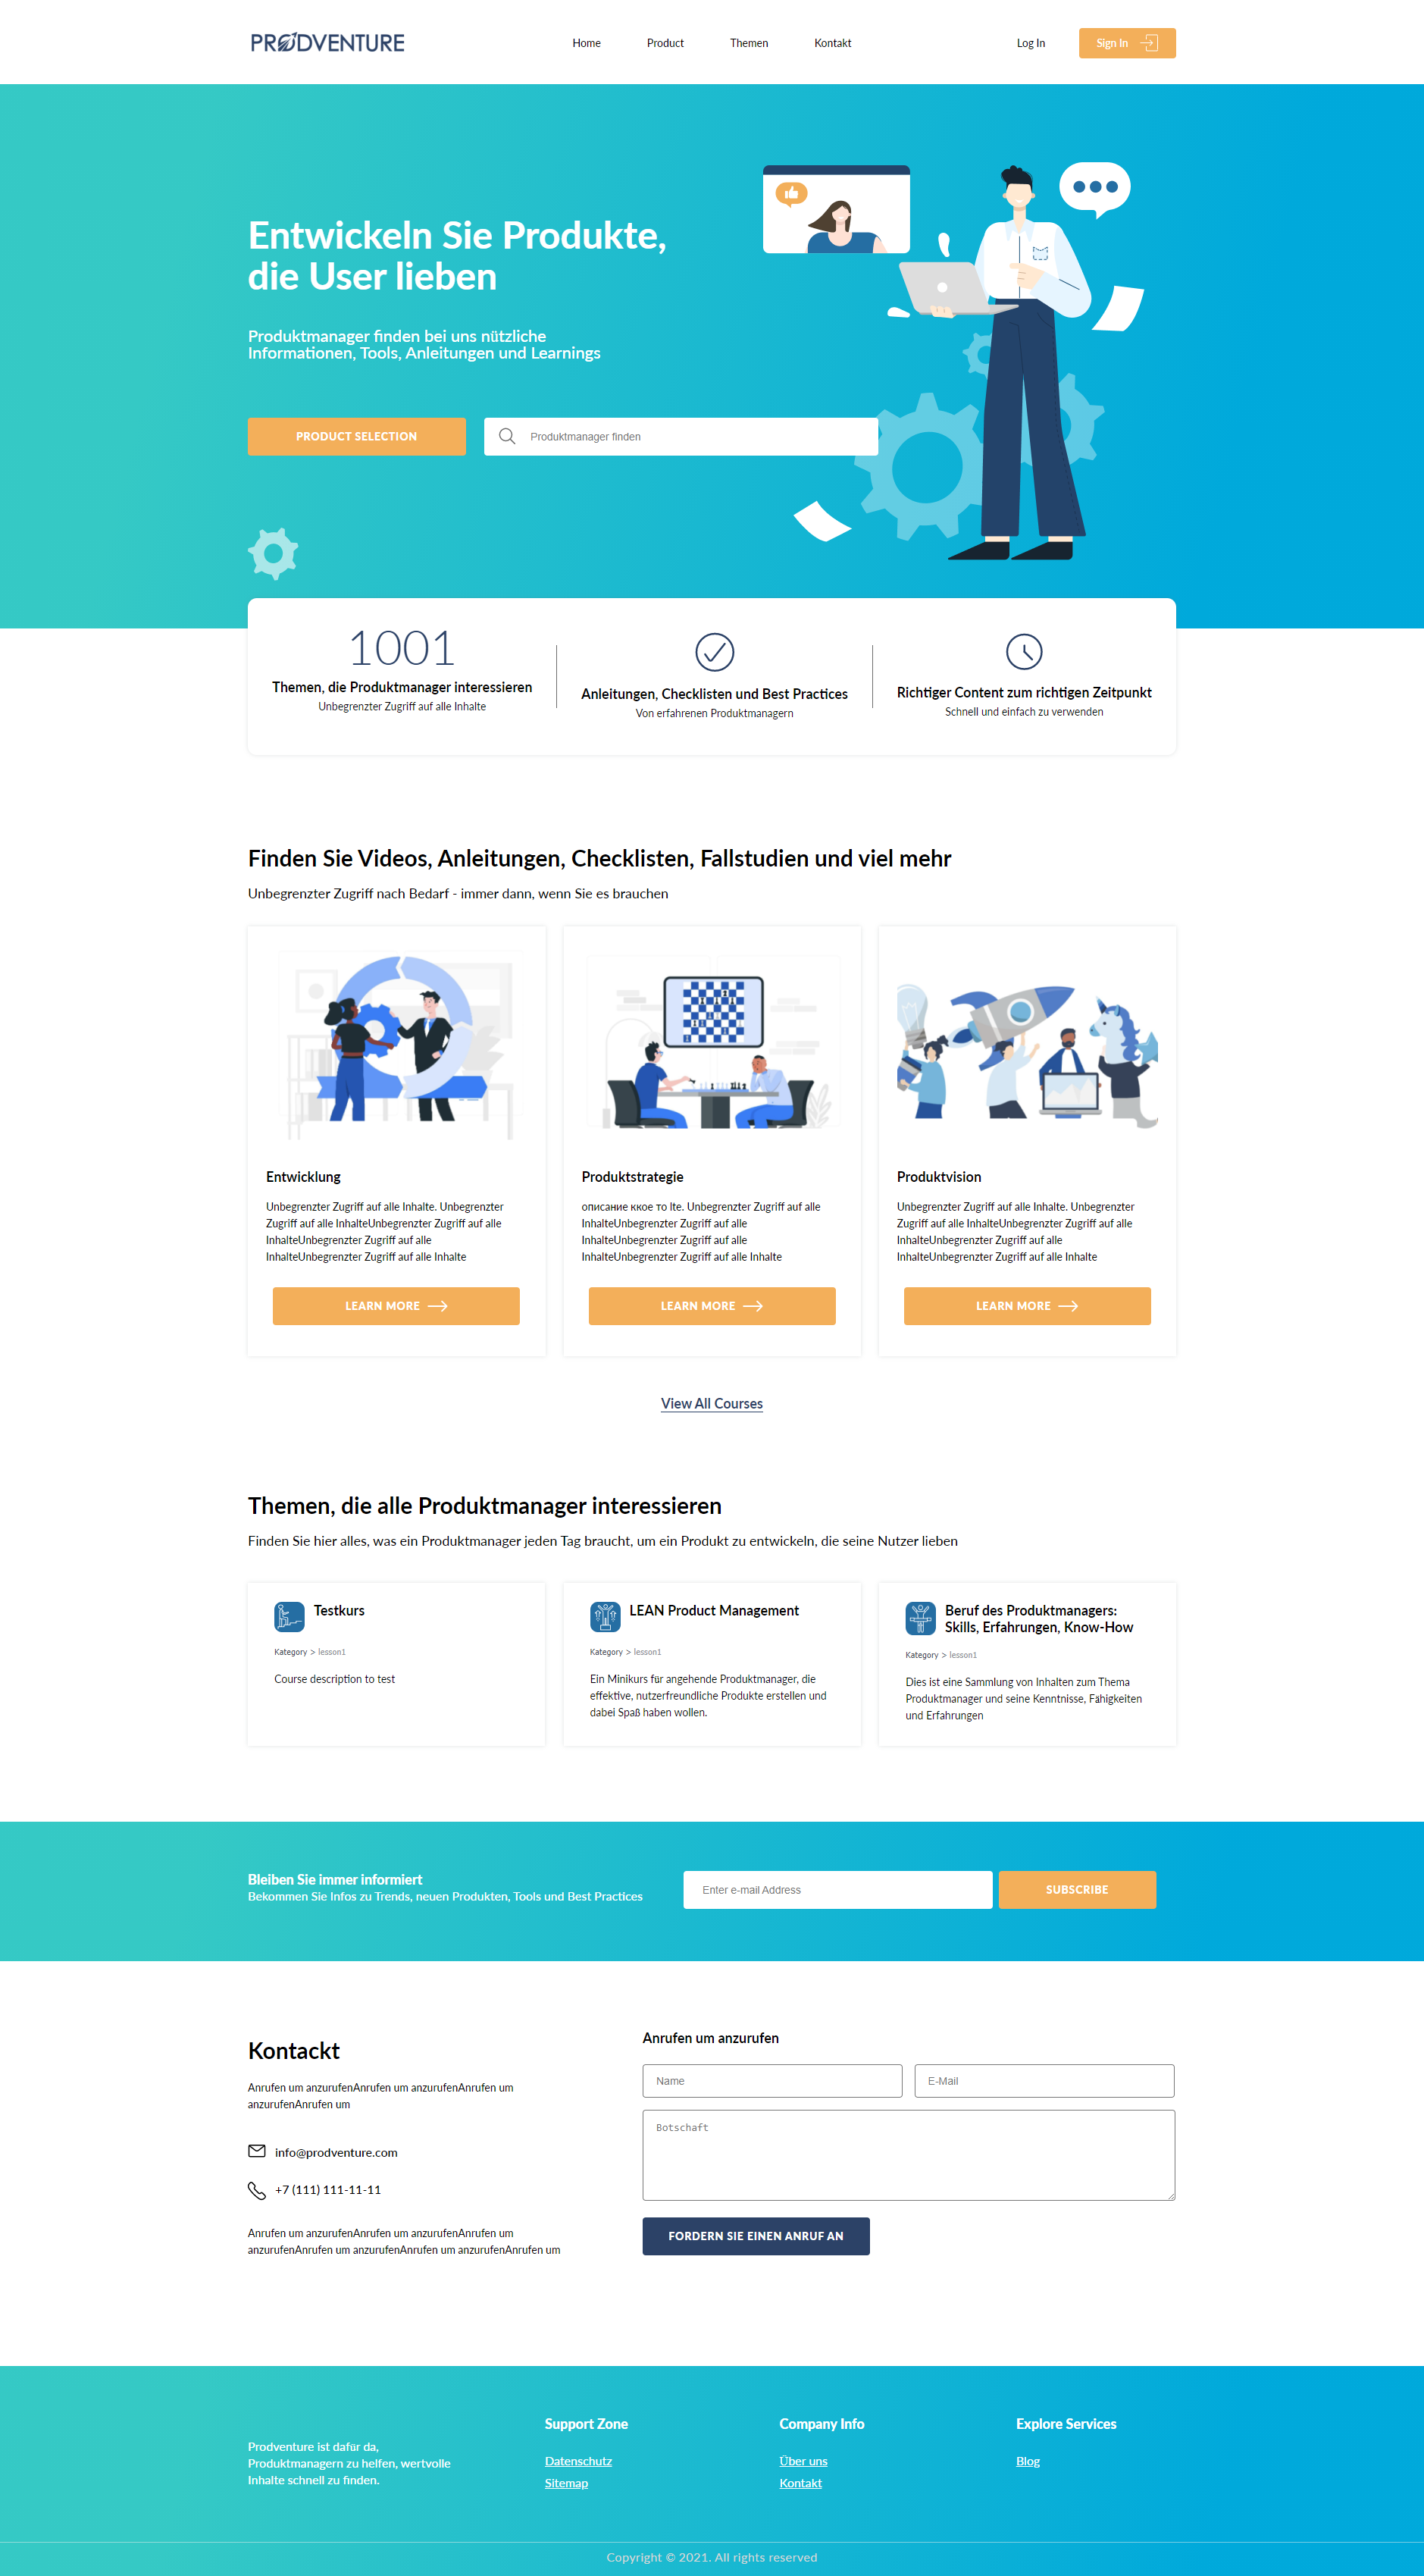 PRODVENTURE
Home
Product
Themen
Kontakt
Log In
Sign In
Entwickeln Sie Produkte,
die User lieben
Produktmanager finden bei uns nützliche
Informationen, Tools, Anleitungen und Learnings
PRODUCT SELECTION
Produktmanager finden
1001
Themen, die Produktmanager interessieren
Unbegrenzter Zugriff auf alle Inhalte
Anleitungen, Checklisten und Best Practices
Von erfahrenen Produktmanagern
Richtiger Content zum richtigen Zeitpunkt
Schnell und einfach zu verwenden
Finden Sie Videos, Anleitungen, Checklisten, Fallstudien und viel mehr
Unbegrenzter Zugriff nach Bedarf - immer dann, wenn Sie es brauchen
Entwicklung
Unbegrenzter Zugriff auf alle Inhalte. Unbegrenzter
Zugriff auf alle InhalteUnbegrenzter Zugriff auf alle
InhalteUnbegrenzter Zugriff auf alle
InhalteUnbegrenzter Zugriff auf alle Inhalte
LEARN MORE
Produktstrategie
описание ккое то lte. Unbegrenzter Zugriff auf alle
InhalteUnbegrenzter Zugriff auf alle
InhalteUnbegrenzter Zugriff auf alle
InhalteUnbegrenzter Zugriff auf alle Inhalte
LEARN MORE
Produktvision
Unbegrenzter Zugriff auf alle Inhalte. Unbegrenzter
Zugriff auf alle InhalteUnbegrenzter Zugriff auf alle
InhalteUnbegrenzter Zugriff auf alle
InhalteUnbegrenzter Zugriff auf alle Inhalte
LEARN MORE
View All Courses
Themen, die alle Produktmanager interessieren
Finden Sie hier alles, was ein Produktmanager jeden Tag braucht, um ein Produkt zu entwickeln, die seine Nutzer lieben
Testkurs
Kategory > lesson1
Course description to test
LEAN Product Management
Kategory > lesson1
Ein Minikurs für angehende Produktmanager, die
effektive, nutzerfreundliche Produkte erstellen und
dabei Spaß haben wollen.
Beruf des Produktmanagers:
Skills, Erfahrungen, Know-How
Kategory > lesson1
Dies ist eine Sammlung von Inhalten zum Thema
Produktmanager und seine Kenntnisse, Fähigkeiten
und Erfahrungen
Bleiben Sie immer informiert
Bekommen Sie Infos zu Trends, neuen Produkten, Tools und Best Practices
Enter e-mail Address
SUBSCRIBE
Kontackt
Anrufen um anzurufenAnrufen um anzurufenAnrufen um
anzurufenAnrufen um
info@prodventure.com
+7 (111) 111-11-11
Anrufen um anzurufenAnrufen um anzurufenAnrufen um
anzurufenAnrufen um anzurufenAnrufen um anzurufenAnrufen um
Anrufen um anzurufen
Name
E-Mail
Botschaft
FORDERN SIE EINEN ANRUF AN
Prodventure ist dafür da,
Produktmanagern zu helfen, wertvolle
Inhalte schnell zu finden.
Support Zone
Datenschutz
Sitemap
Company Info
Über uns
Kontakt
Explore Services
Blog
Copyright © 2021. All rights reserved